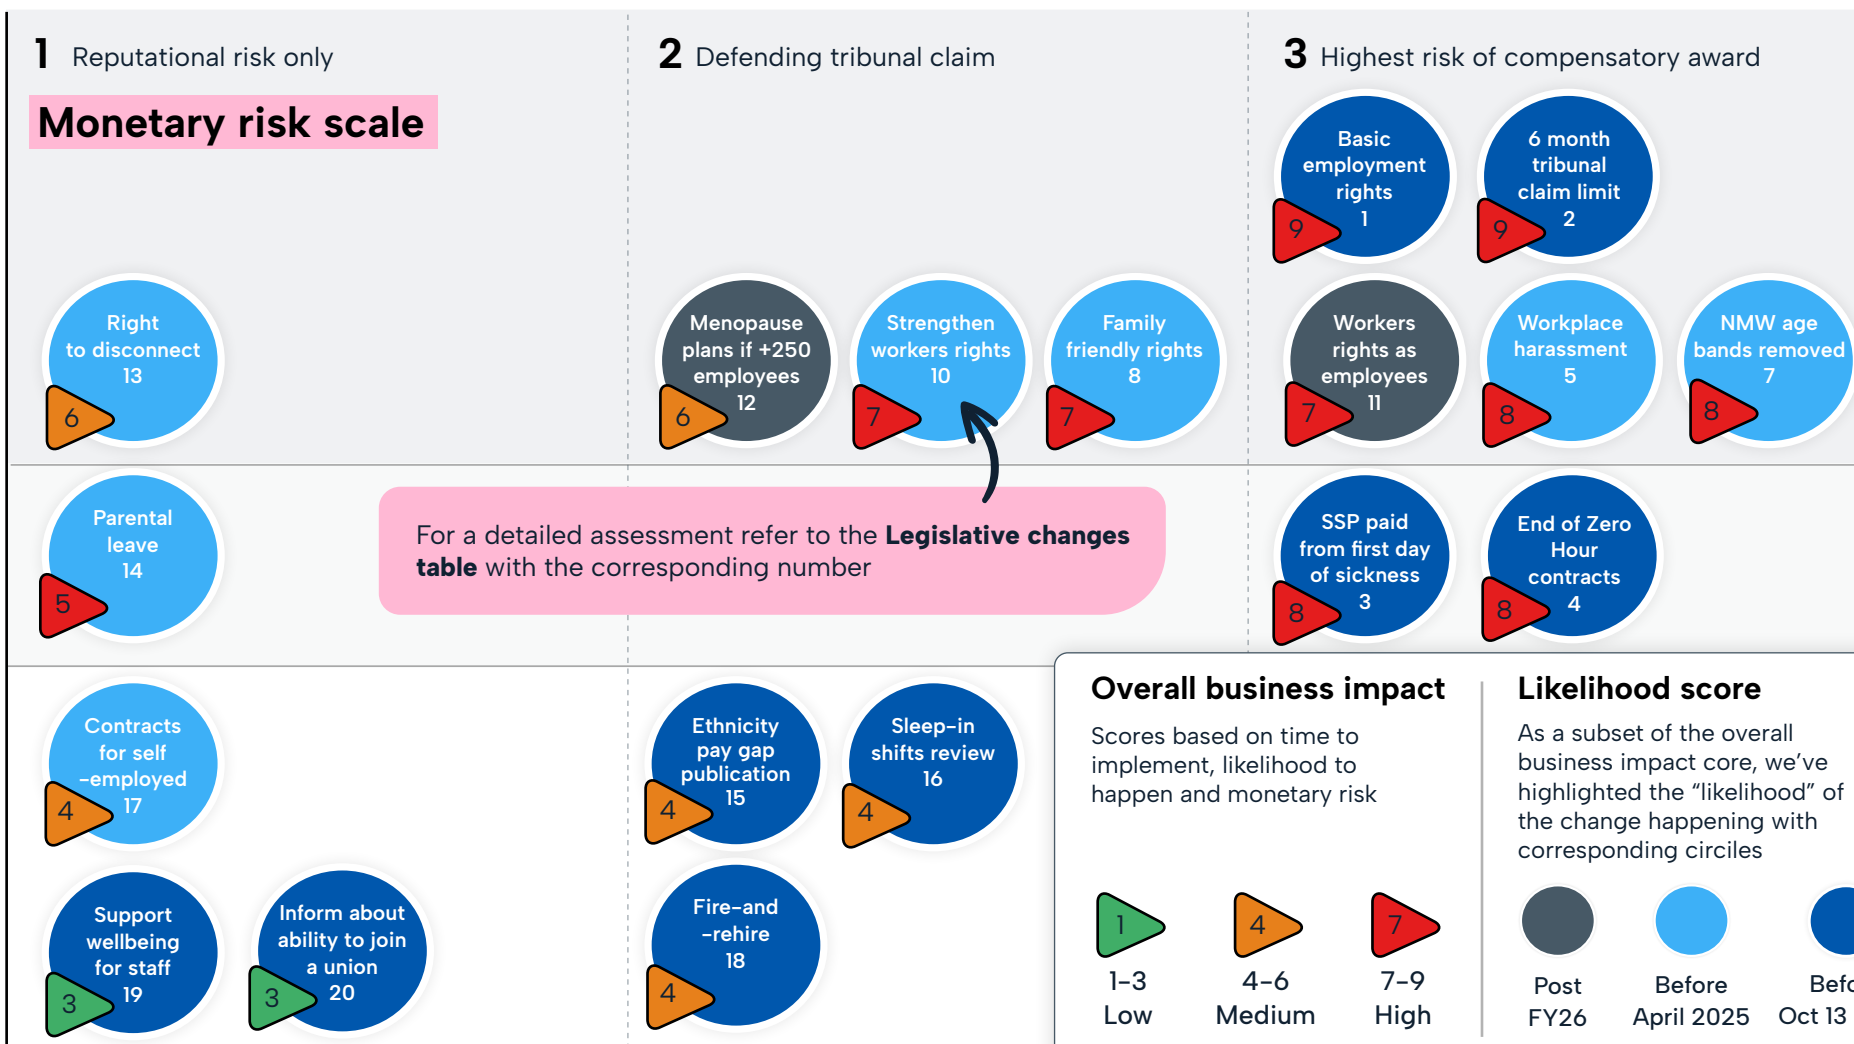 1 Reputational risk only
2 Defending tribunal claim
3 Highest risk of compensatory award
Monetary risk scale
Basic
employment
rights
1
9
6 month
tribunal
claim limit
2
9
Right
to disconnect
13
6
Menopause
plans if +250
employees
12
6
Strengthen
workers rights
10
7
Family
friendly rights
8
7
Workers
rights as
employees
11
7
Workplace
harassment
5
8
NMW age
bands removed
7
8
Parental
leave
14
5
For a detailed assessment refer to the Legislative changes
table with the corresponding number
SSP paid
from first day
of sickness
3
8
End of Zero
Hour
contracts
4
8
Contracts
for self
-employed
17
4
Ethnicity
pay gap
publication
15
4
Sleep-in
shifts review
16
4
Support
wellbeing
for staff
19
3
Inform about
ability to join
a union
20
3
Fire-and
-rehire
18
4
Overall business impact
Scores based on time to
implement, likelihood to
happen and monetary risk
1
1-3
Low
4
4-6
Medium
7
7-9
High
Likelihood score
As a subset of the overall
business impact core, we've
highlighted the "likelihood" of
the change happening with
corresponding circiles
Post
FY26
Before
April 2025
Oct 13